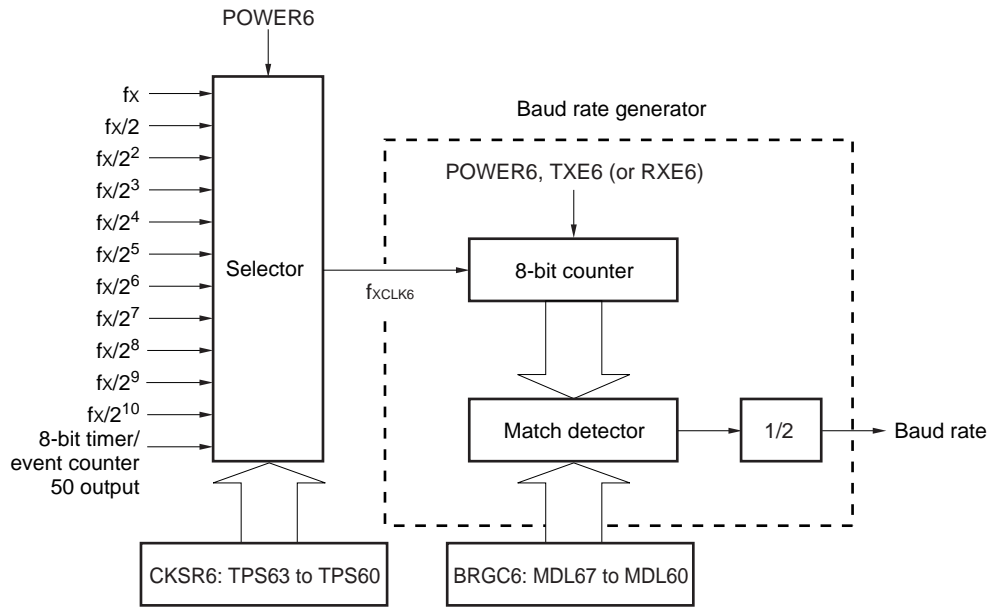 POWER6
fX
fX/2
fX/2²
fX/2³
fX/2⁴
fX/2⁵
fX/2⁶
fX/2⁷
fX/2⁸
fX/2⁹
fX/2¹⁰
8-bit timer/
event counter
50 output
Selector
fXCLK6
Baud rate generator
POWER6, TXE6 (or RXE6)
8-bit counter
Match detector
1/2
Baud rate
CKSR6: TPS63 to TPS60
BRGC6: MDL67 to MDL60